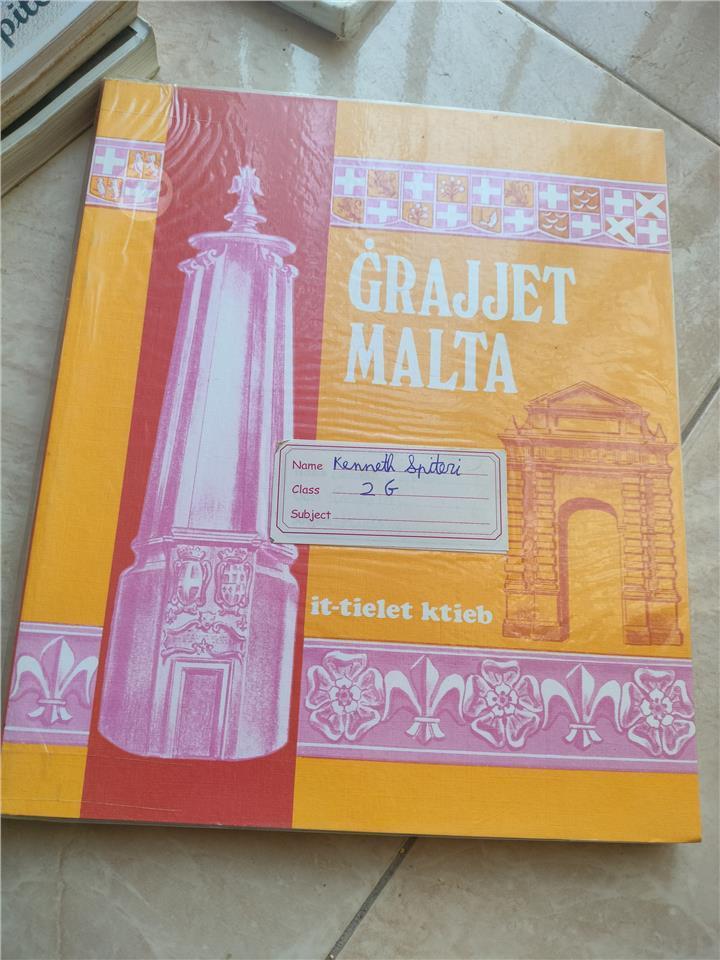 ĠRAJJET
MALTA
Name Kenneth Spiteri
Class 2 G
Subject
it-tielet ktieb